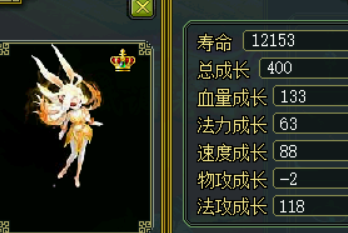 寿命 12153
总成长 400
血量成长 133
法力成长 63
速度成长 88
物攻成长 -2
法攻成长 118